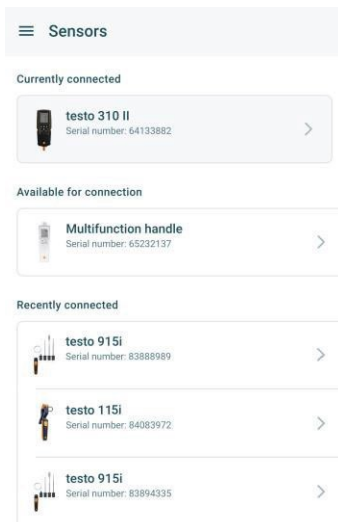 Sensors
Currently connected
testo 310 II
Serial number: 64133882
Available for connection
Multifunction handle
Serial number: 65232137
Recently connected
testo 915i
Serial number: 83888989
testo 115i
Serial number: 84083972
testo 915i
Serial number: 83894335